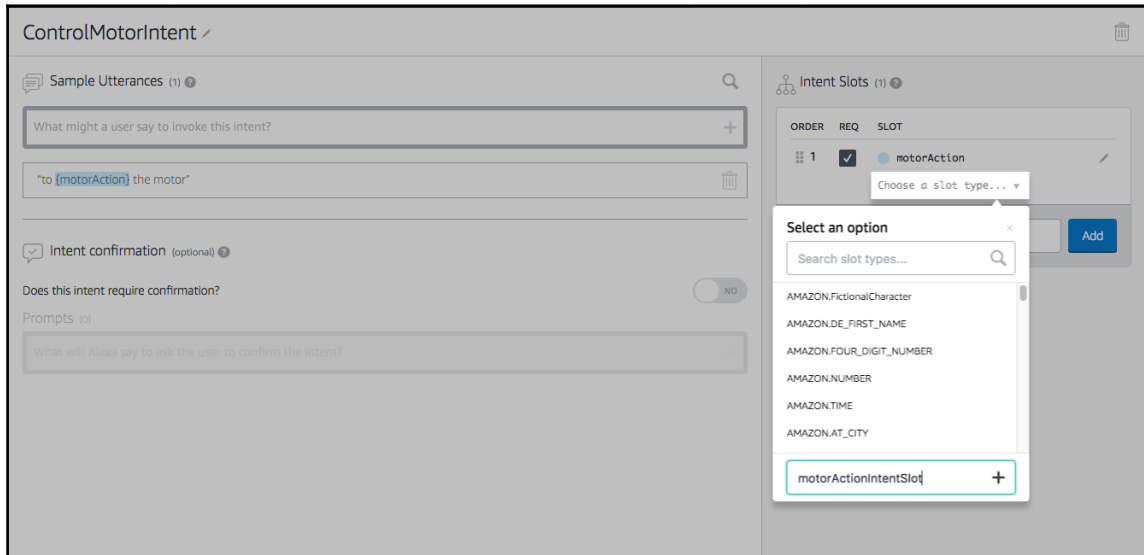 ControlMotorIntent
Sample Utterances (1)
What might a user say to invoke this intent?
"to {motorAction} the motor"
Intent confirmation (optional)
Does this intent require confirmation?
NO
Prompts (0)
What will Alexa say to ask the user to confirm the intent?
Intent Slots (1)
ORDER REQ SLOT
1 motorAction
Choose a slot type...
Add
Select an option
Search slot types...
AMAZON.FictionalCharacter
AMAZON.DE_FIRST_NAME
AMAZON.FOUR_DIGIT_NUMBER
AMAZON.NUMBER
AMAZON.TIME
AMAZON.AT_CITY
motorActionIntentSlot